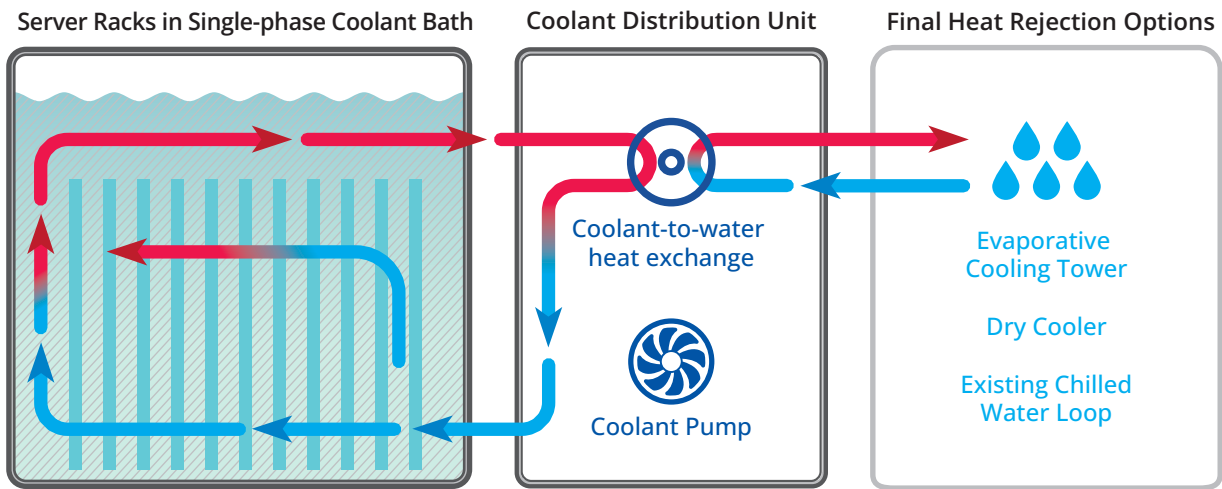 Server Racks in Single-phase Coolant Bath
Coolant Distribution Unit
Final Heat Rejection Options
Coolant-to-water
heat exchange
Coolant Pump
Evaporative
Cooling Tower
Dry Cooler
Existing Chilled
Water Loop